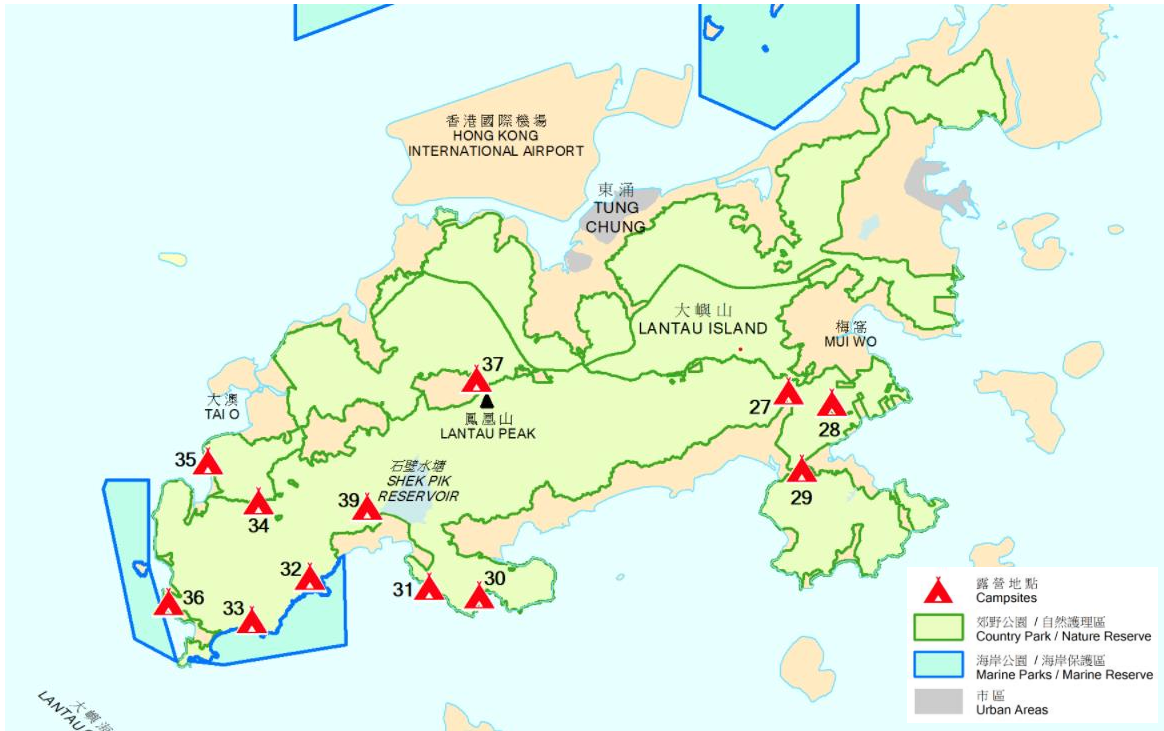 香港國際機場
HONG KONG
INTERNATIONAL AIRPORT
東涌
TUNG
CHUNG
大嶼山
LANTAU ISLAND
梅窩
MUI WO
37
鳳凰山
LANTAU PEAK
大澳
TAI O
27
28
35
石壁水塘
SHEK PIK
RESERVOIR
29
39
34
32
31
30
36
33
露營地點
Campsites
郊野公園 / 自然護理區
Country Park / Nature Reserve
海岸公園 / 海岸保護區
Marine Parks / Marine Reserve
市區
Urban Areas
大嶼
LANTAU